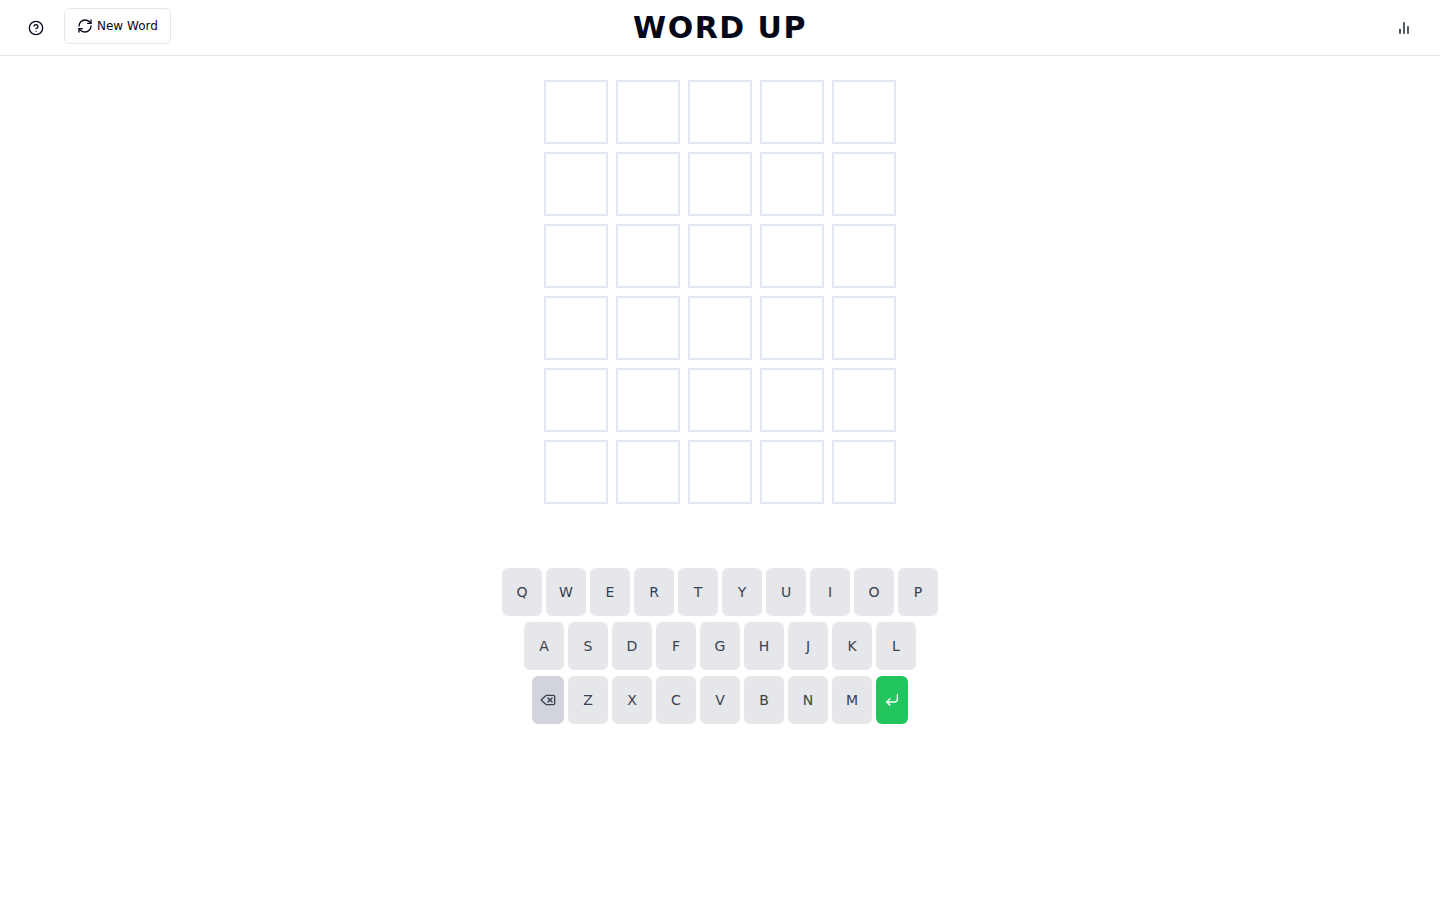 New Word
WORD UP
Q W E R T Y U I O P
A S D F G H J K L
Z X C V B N M